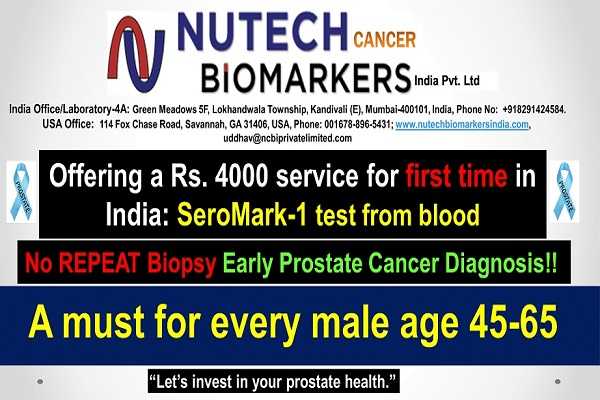 NUTECH CANCER
BIOMARKERS India Pvt. Ltd
India Office/Laboratory-4A: Green Meadows 5F, Lokhandwala Township, Kandivali (E), Mumbai-400101, India, Phone No: +918291424584.
USA Office: 114 Fox Chase Road, Savannah, GA 31406, USA, Phone: 001678-896-5431; www.nutechbiomarkersindia.com,
uddhav@ncbiprivatelimited.com
Offering a Rs. 4000 service for first time in
India: SeroMark-1 test from blood
PROSTATE
PROSTATE
No REPEAT Biopsy Early Prostate Cancer Diagnosis!!
A must for every male age 45-65
“Let’s invest in your prostate health.”